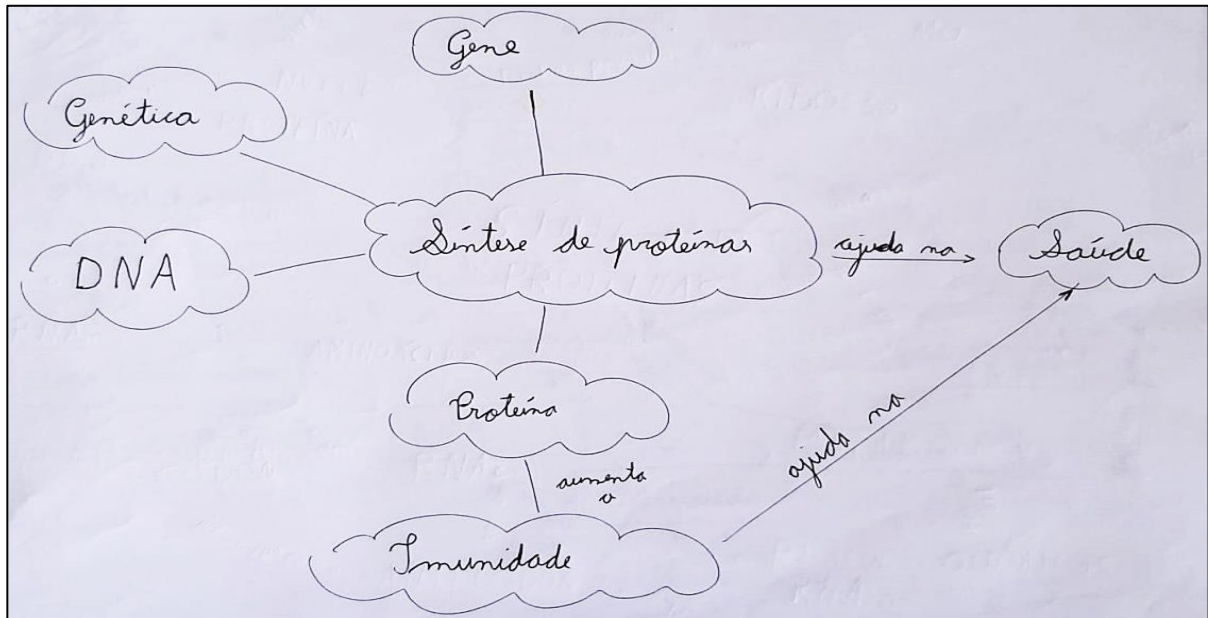 Gene
Genética
Síntese de proteínas
ajuda na
Saúde
DNA
Proteína
ajuda na
aumenta
a
Imunidade